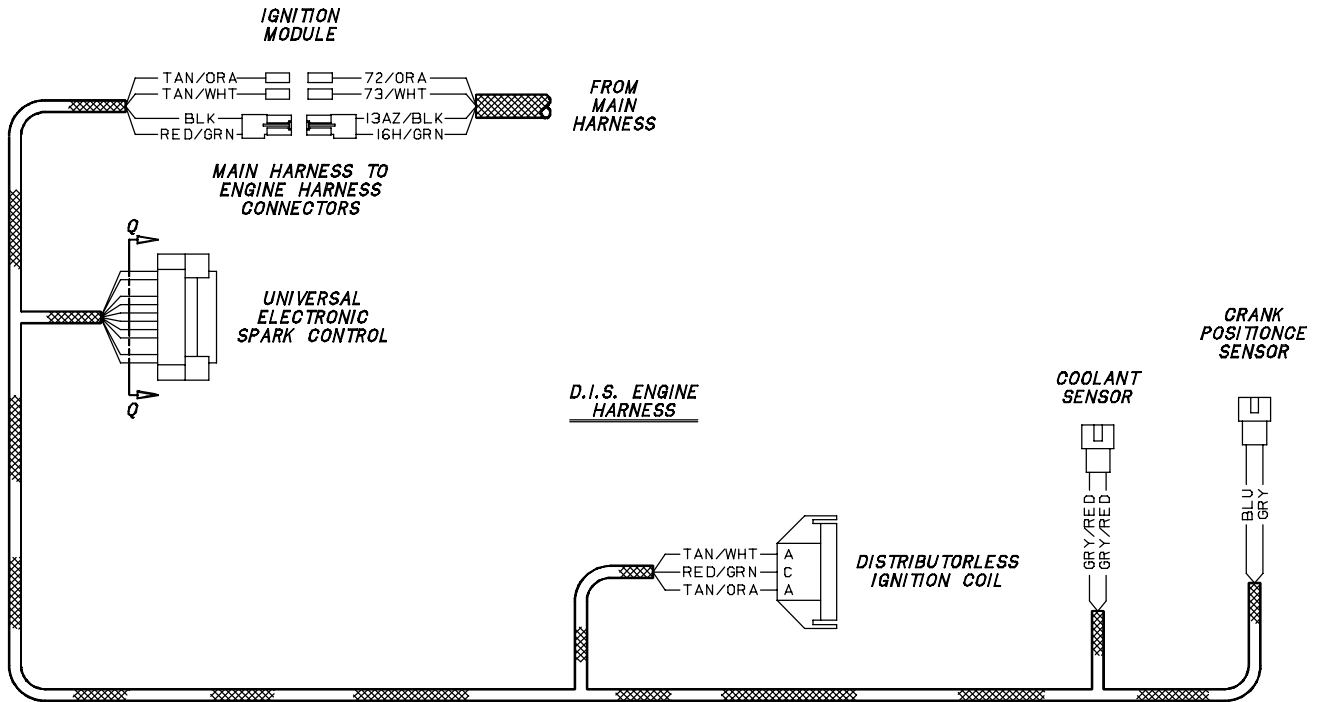 IGNITION
MODULE
TAN/ORA
72/ORA
TAN/WHT
73/WHT
BLK
13AZ/BLK
RED/GRN
16H/GRN
FROM
MAIN
HARNESS
MAIN HARNESS TO
ENGINE HARNESS
CONNECTORS
Q
UNIVERSAL
ELECTRONIC
SPARK CONTROL
Q
CRANK
POSITIONCE
SENSOR
COOLANT
SENSOR
D.I.S. ENGINE
HARNESS
GRY/RED
GRY/RED
BLU
GRY
TAN/WHT A
RED/GRN C
TAN/ORA A
DISTRIBUTORLESS
IGNITION COIL